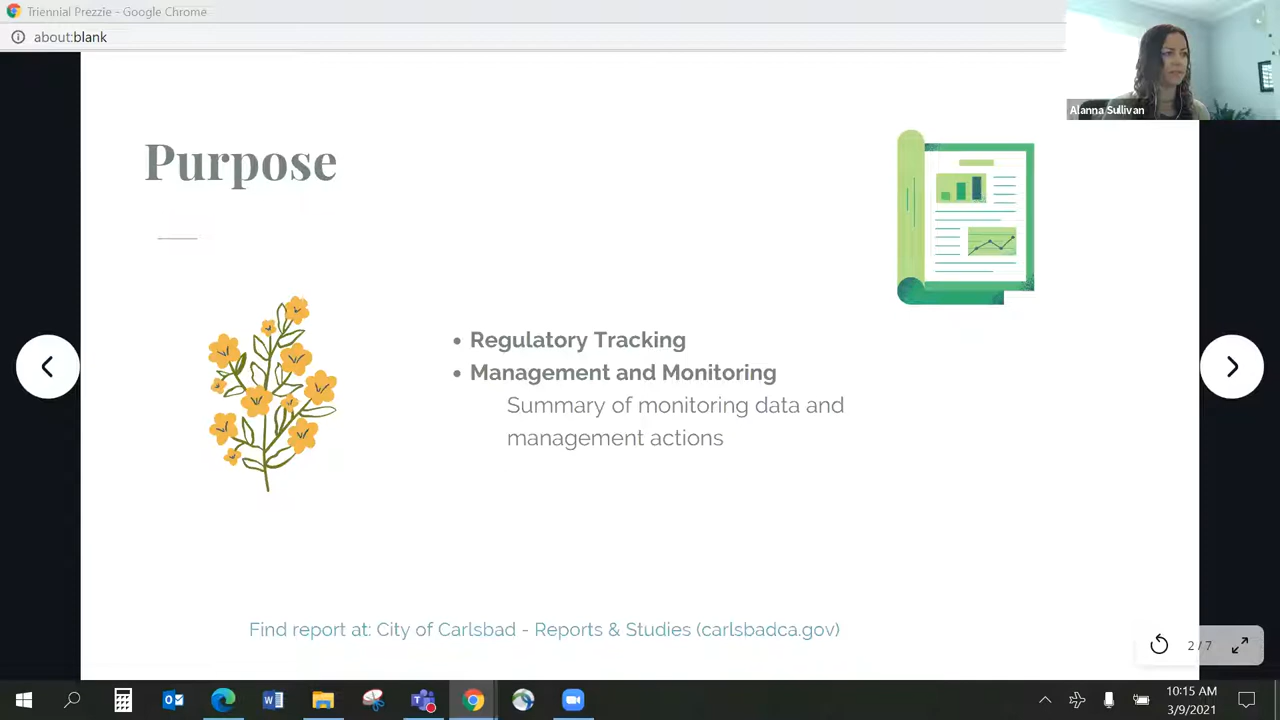 Triennial Prezzie - Google Chrome
about:blank
Alanna Sullivan
Purpose
• Regulatory Tracking
• Management and Monitoring
Summary of monitoring data and
management actions
Find report at: City of Carlsbad - Reports & Studies (carlsbadca.gov)
2 / 7
10:15 AM
3/9/2021